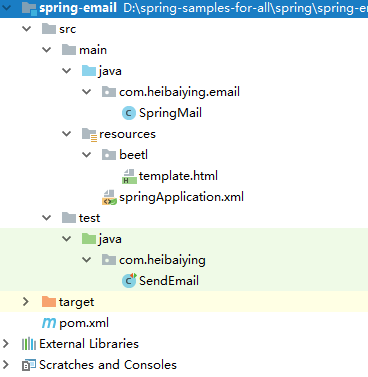 spring-email D:\spring-samples-for-all\spring\spring-e
src
main
java
com.heibaiying.email
SpringMail
resources
beetl
template.html
springApplication.xml
test
java
com.heibaiying
SendEmail
target
pom.xml
External Libraries
Scratches and Consoles